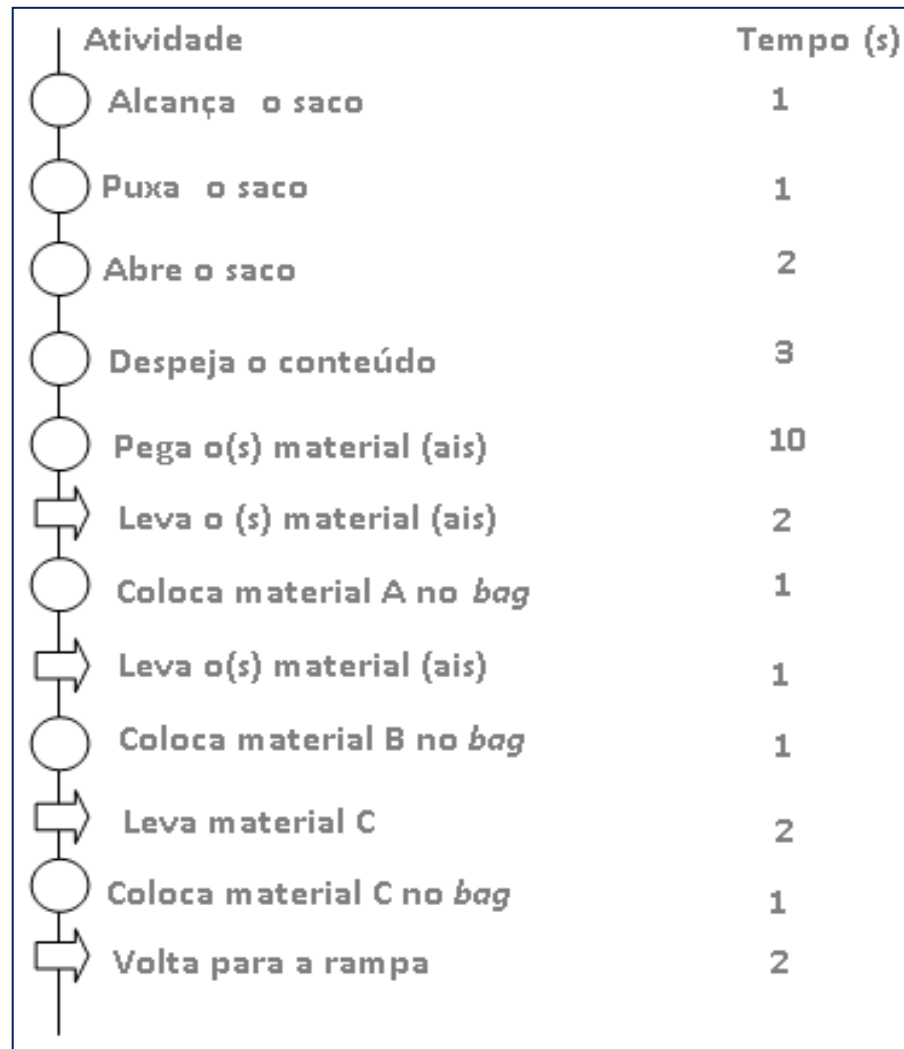 Atividade Tempo (s)
Alcança o saco 1
Puxa o saco 1
Abre o saco 2
Despeja o conteúdo 3
Pega o(s) material (ais) 10
Leva o (s) material (ais) 2
Coloca material A no bag 1
Leva o(s) material (ais) 1
Coloca material B no bag 1
Leva material C 2
Coloca material C no bag 1
Volta para a rampa 2